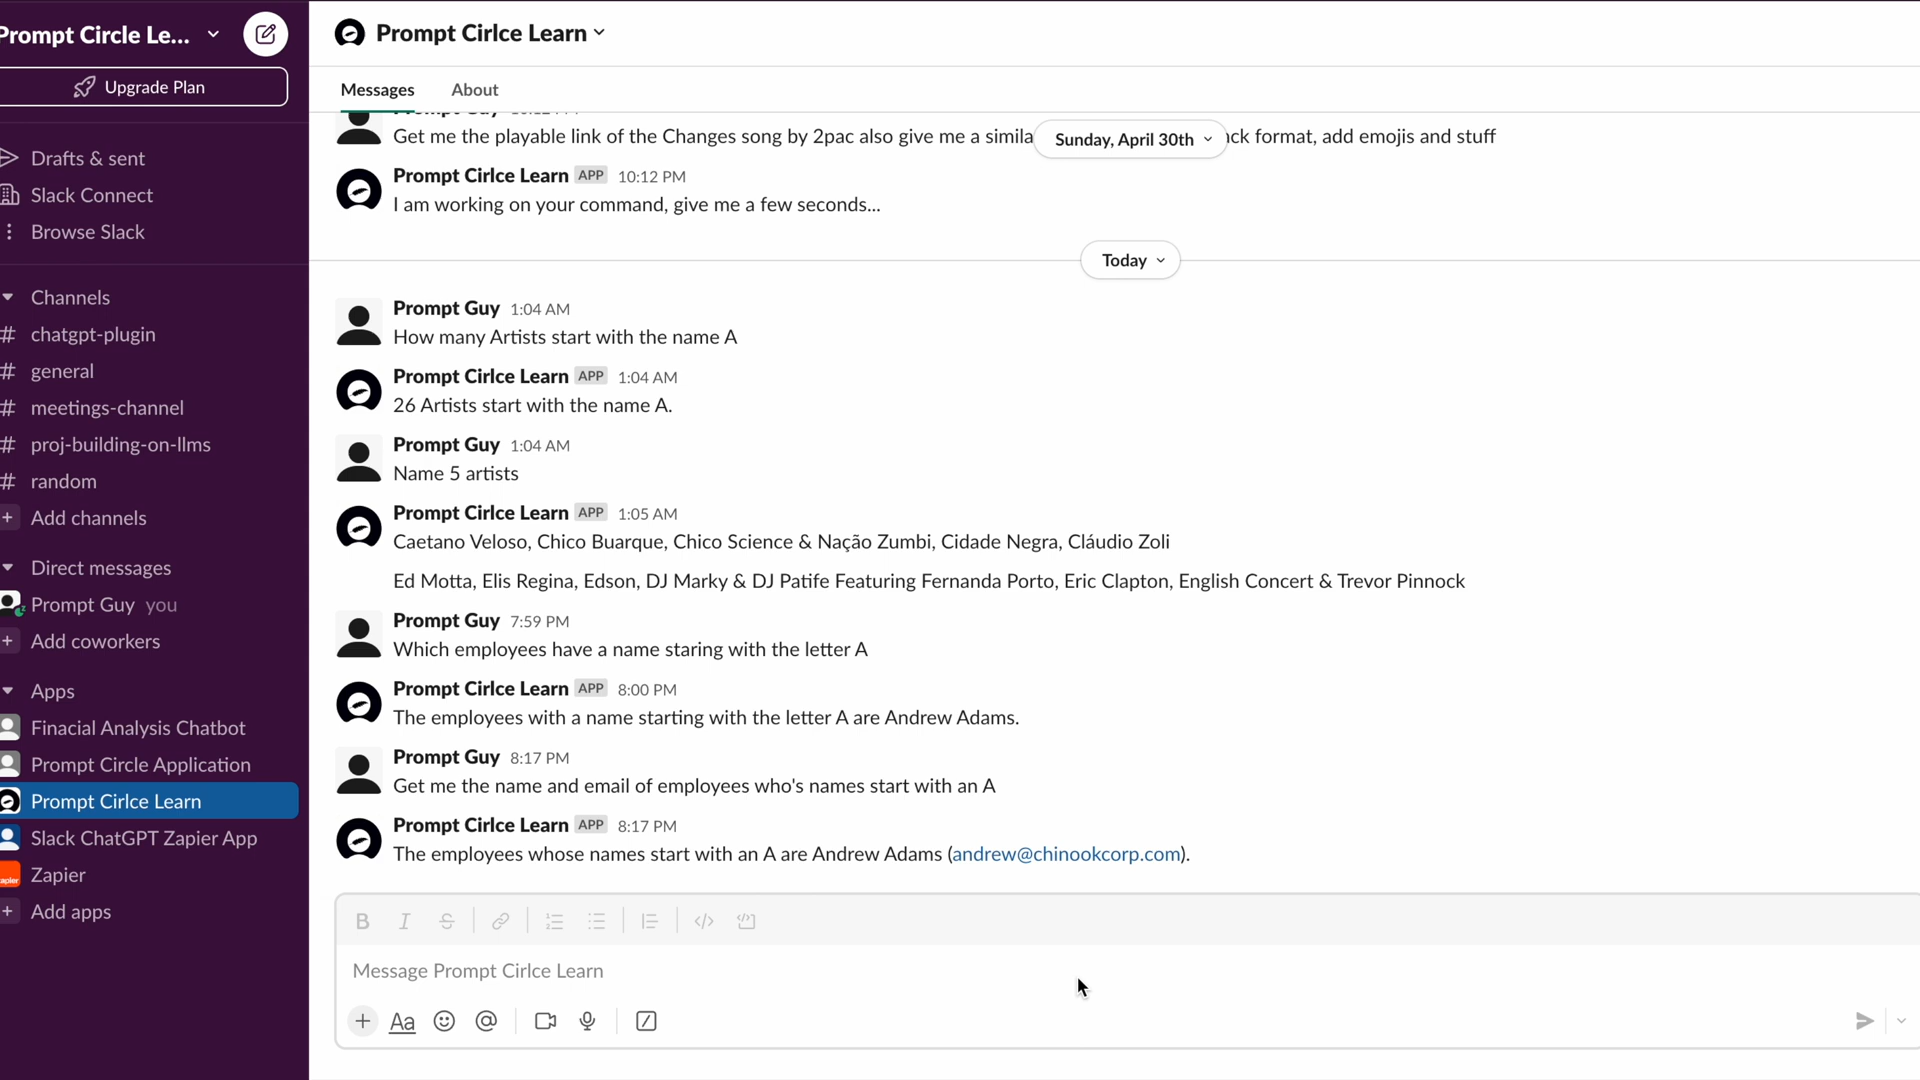 Prompt Circle Le...
Upgrade Plan
Drafts & sent
Slack Connect
Browse Slack
Channels
# chatgpt-plugin
# general
# meetings-channel
# proj-building-on-llms
# random
+ Add channels
Direct messages
Prompt Guy you
+ Add coworkers
Apps
Finacial Analysis Chatbot
Prompt Circle Application
Prompt Cirlce Learn
Slack ChatGPT Zapier App
zapier Zapier
+ Add apps
Prompt Cirlce Learn
Messages About
Prompt Guy 10:12 PM
Get me the playable link of the Changes song by 2pac also give me a simila
Sunday, April 30th
ck format, add emojis and stuff
Prompt Cirlce Learn APP 10:12 PM
I am working on your command, give me a few seconds...
Today
Prompt Guy 1:04 AM
How many Artists start with the name A
Prompt Cirlce Learn APP 1:04 AM
26 Artists start with the name A.
Prompt Guy 1:04 AM
Name 5 artists
Prompt Cirlce Learn APP 1:05 AM
Caetano Veloso, Chico Buarque, Chico Science & Nação Zumbi, Cidade Negra, Cláudio Zoli
Ed Motta, Elis Regina, Edson, DJ Marky & DJ Patife Featuring Fernanda Porto, Eric Clapton, English Concert & Trevor Pinnock
Prompt Guy 7:59 PM
Which employees have a name staring with the letter A
Prompt Cirlce Learn APP 8:00 PM
The employees with a name starting with the letter A are Andrew Adams.
Prompt Guy 8:17 PM
Get me the name and email of employees who's names start with an A
Prompt Cirlce Learn APP 8:17 PM
The employees whose names start with an A are Andrew Adams (andrew@chinookcorp.com).
B I S
Message Prompt Cirlce Learn
+ Aa @